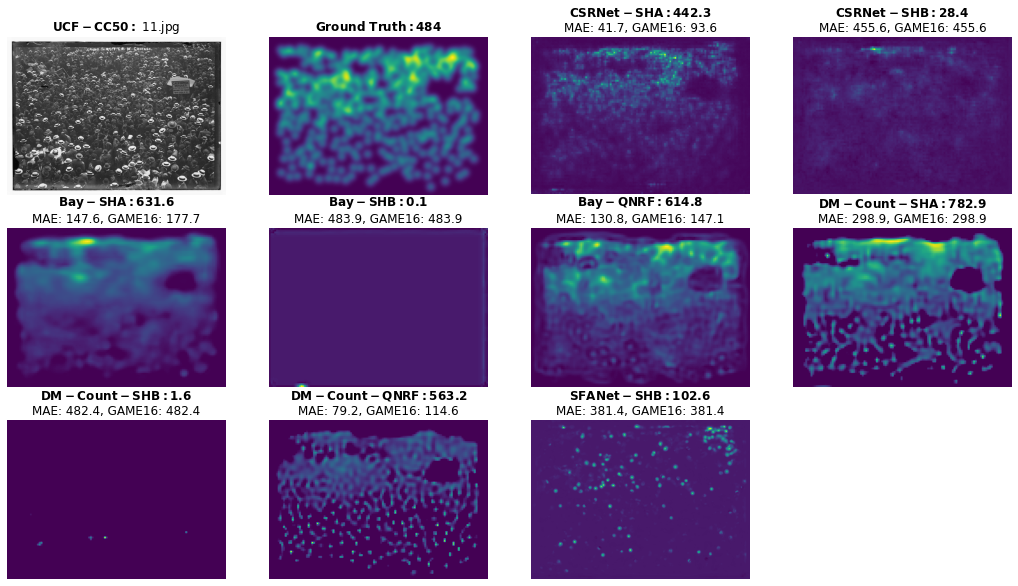 UCF−CC50: 11.jpg
Ground Truth:484
CSRNet−SHA:442.3
MAE: 41.7, GAME16: 93.6
CSRNet−SHB:28.4
MAE: 455.6, GAME16: 455.6
Bay−SHA:631.6
MAE: 147.6, GAME16: 177.7
Bay−SHB:0.1
MAE: 483.9, GAME16: 483.9
Bay−QNRF:614.8
MAE: 130.8, GAME16: 147.1
DM−Count−SHA:782.9
MAE: 298.9, GAME16: 298.9
DM−Count−SHB:1.6
MAE: 482.4, GAME16: 482.4
DM−Count−QNRF:563.2
MAE: 79.2, GAME16: 114.6
SFANet−SHB:102.6
MAE: 381.4, GAME16: 381.4